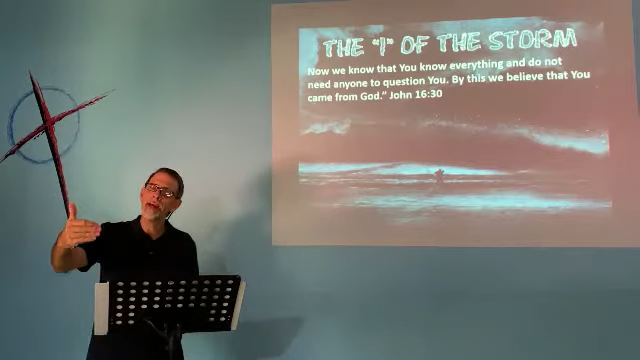 THE "I" OF THE STORM
Now we know that You know everything and do not
need anyone to question You. By this we believe that You
came from God." John 16:30